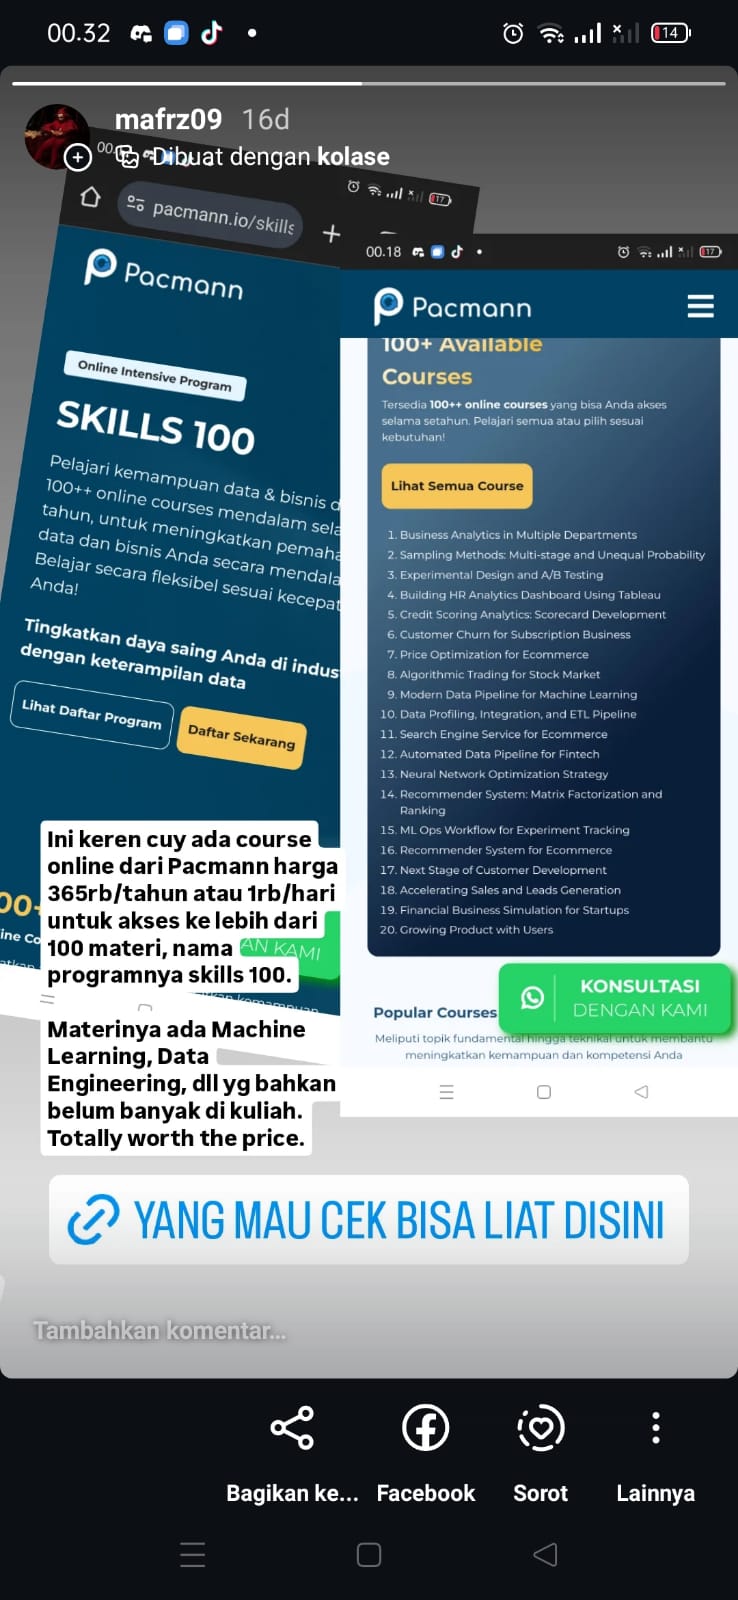 00.32
14
mafrz09 16d
Dibuat dengan kolase
pacmann.io/skills
Pacmann
Online Intensive Program
SKILLS 100
Pelajari kemampuan data & bisnis d
100++ online courses mendalam sela
tahun, untuk meningkatkan pemaha
data dan bisnis Anda secara mendala
Belajar secara fleksibel sesuai kecepat
Anda!
Tingkatkan daya saing Anda di indus
dengan keterampilan data
Lihat Daftar Program
Daftar Sekarang
17
00.18
17
Pacmann
100+ Available
Courses
Tersedia 100++ online courses yang bisa Anda akses
selama setahun. Pelajari semua atau pilih sesuai
kebutuhan!
Lihat Semua Course
1. Business Analytics in Multiple Departments
2. Sampling Methods: Multi-stage and Unequal Probability
3. Experimental Design and A/B Testing
4. Building HR Analytics Dashboard Using Tableau
5. Credit Scoring Analytics: Scorecard Development
6. Customer Churn for Subscription Business
7. Price Optimization for Ecommerce
8. Algorithmic Trading for Stock Market
9. Modern Data Pipeline for Machine Learning
10. Data Profiling, Integration, and ETL Pipeline
11. Search Engine Service for Ecommerce
12. Automated Data Pipeline for Fintech
13. Neural Network Optimization Strategy
14. Recommender System: Matrix Factorization and
Ranking
15. ML Ops Workflow for Experiment Tracking
16. Recommender System for Ecommerce
17. Next Stage of Customer Development
18. Accelerating Sales and Leads Generation
19. Financial Business Simulation for Startups
20. Growing Product with Users
KONSULTASI
DENGAN KAMI
Popular Courses
Meliputi topik fundamental hingga teknikal untuk membantu
meningkatkan kemampuan dan kompetensi Anda
Ini keren cuy ada course
online dari Pacmann harga
365rb/tahun atau 1rb/hari
untuk akses ke lebih dari
100 materi, nama
programnya skills 100.
AN KAMI
Materinya ada Machine
Learning, Data
Engineering, dll yg bahkan
belum banyak di kuliah.
Totally worth the price.
YANG MAU CEK BISA LIAT DISINI
Tambahkan komentar...
Bagikan ke...
Facebook
Sorot
Lainnya